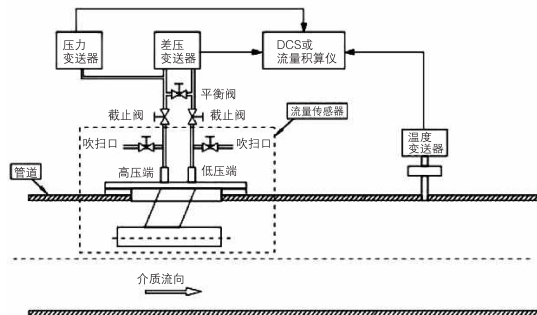 压力
变送器
差压
变送器
DCS或
流量积算仪
平衡阀
截止阀
截止阀
流量传感器
温度
变送器
吹扫口
吹扫口
管道
高压端
低压端
介质流向